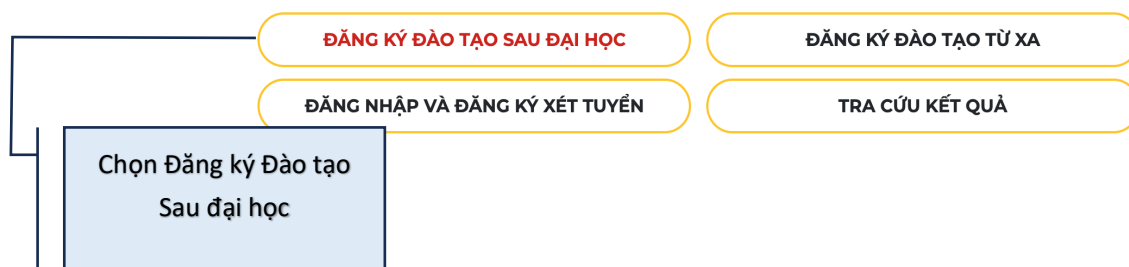 ĐĂNG KÝ ĐÀO TẠO SAU ĐẠI HỌC
ĐĂNG KÝ ĐÀO TẠO TỪ XA
ĐĂNG NHẬP VÀ ĐĂNG KÝ XÉT TUYỂN
TRA CỨU KẾT QUẢ
Chọn Đăng ký Đào tạo
Sau đại học